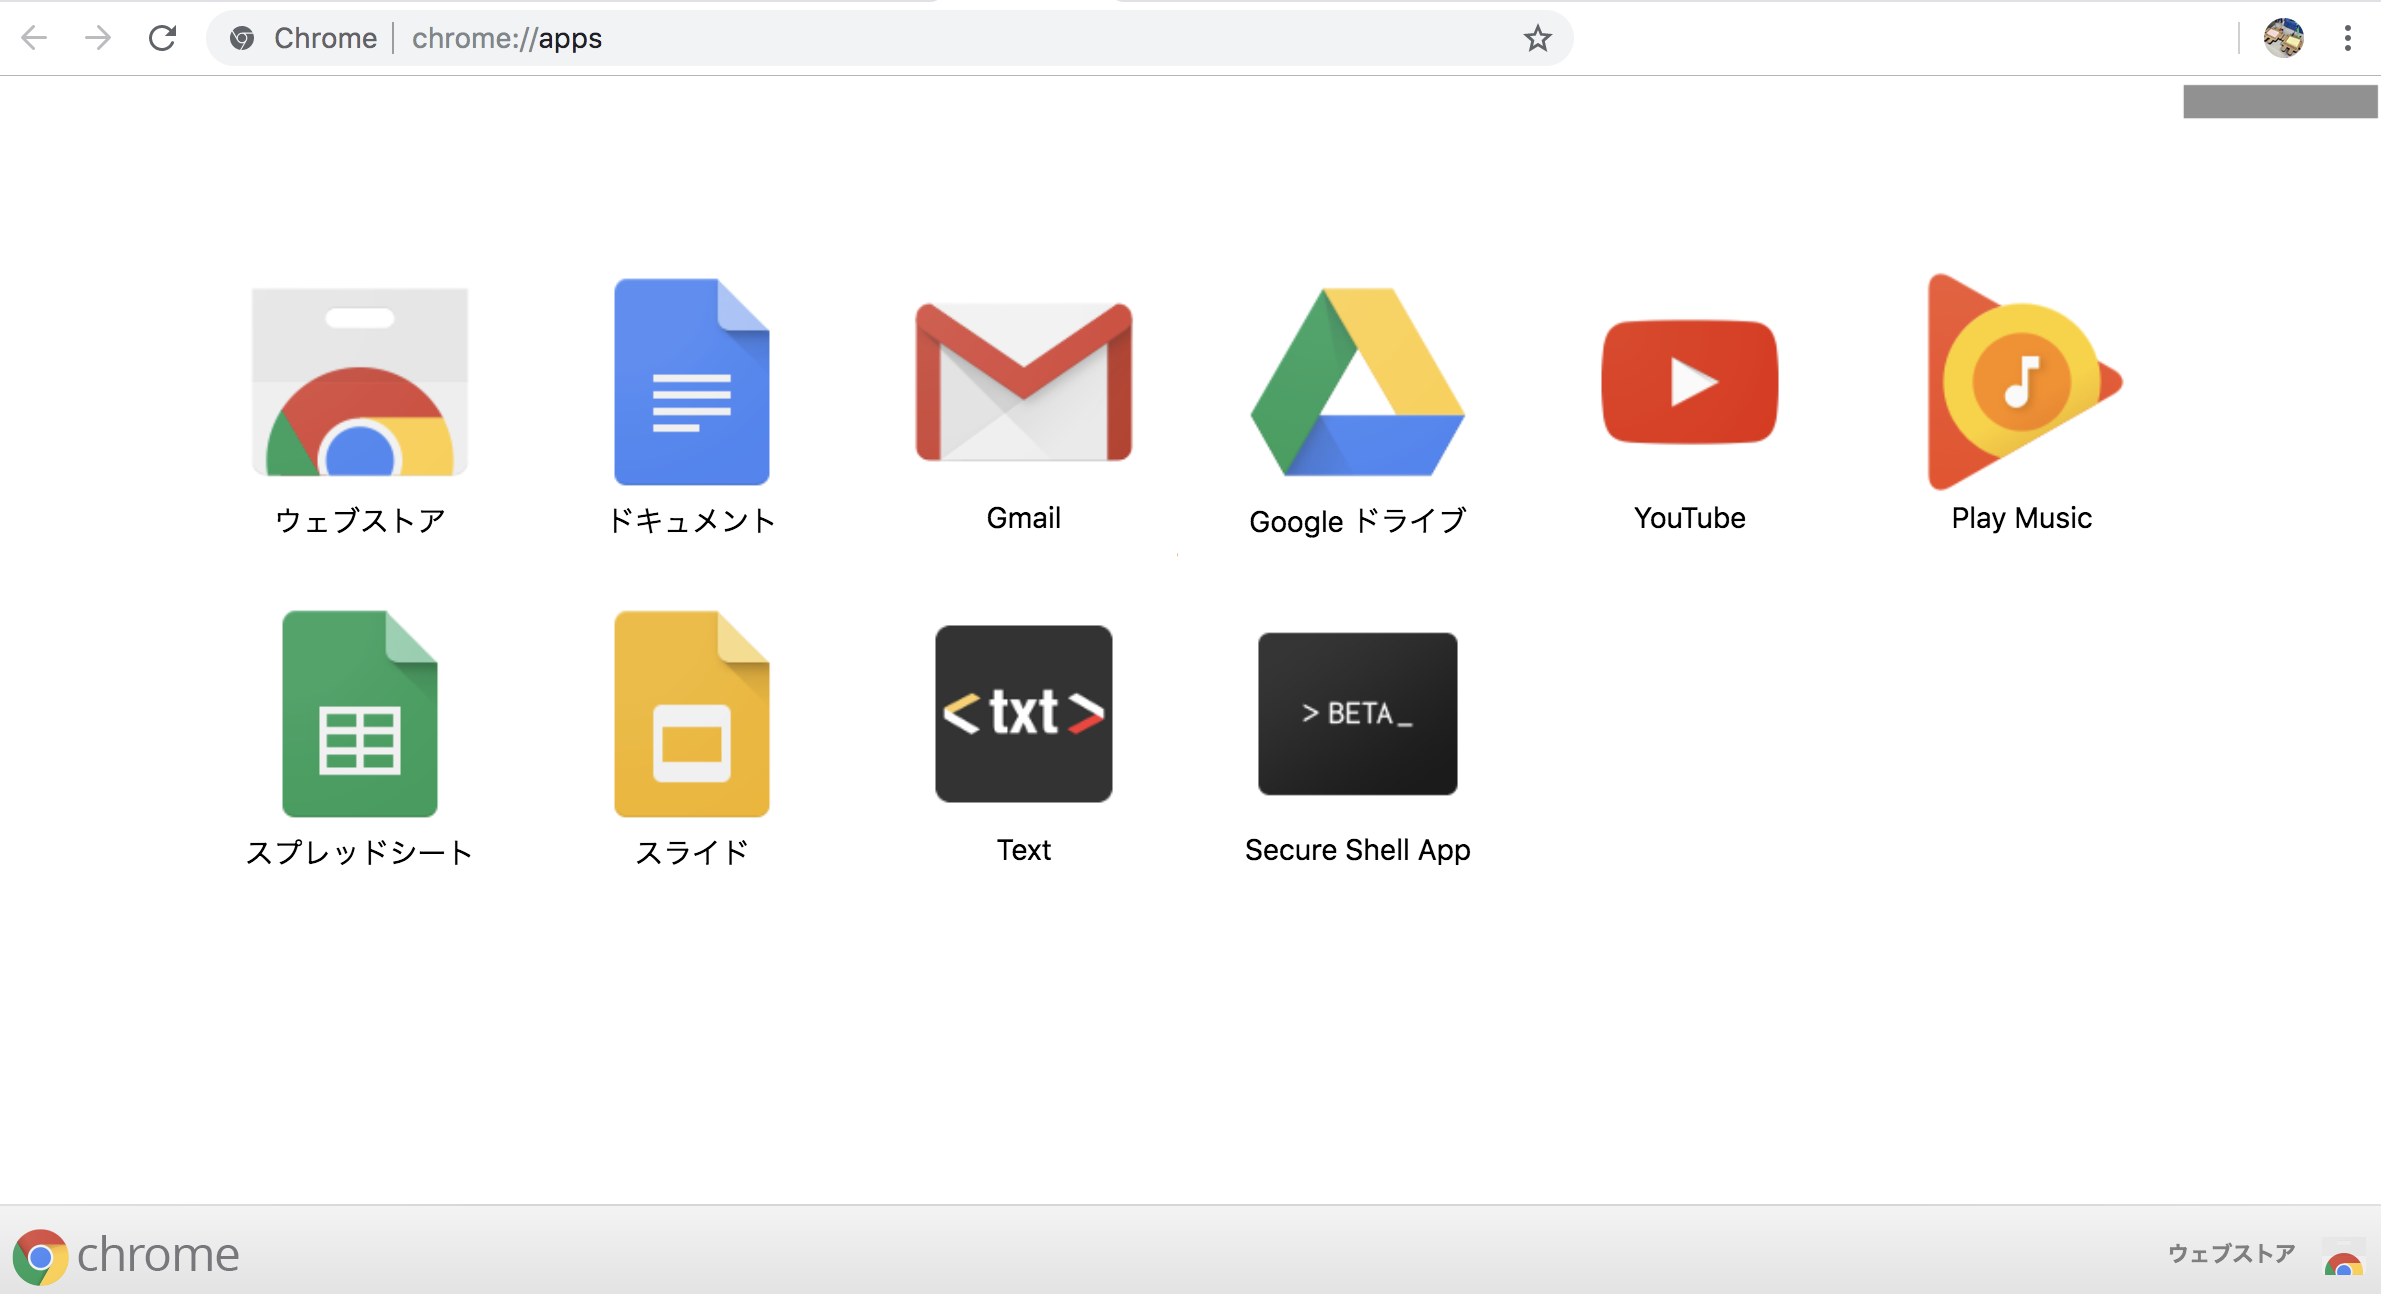 Chrome | chrome://apps
ウェブストア
ドキュメント
Gmail
Google ドライブ
YouTube
Play Music
<txt>
> BETA_
スプレッドシート
スライド
Text
Secure Shell App
chrome
ウェブストア